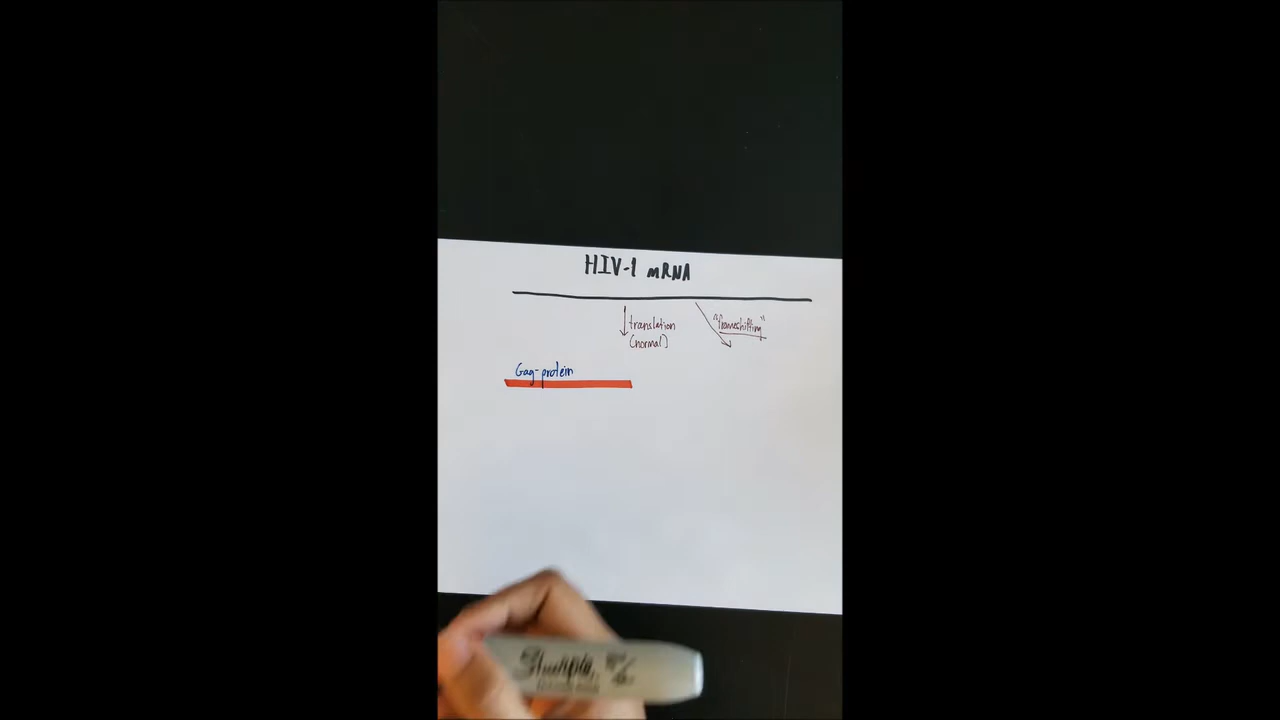 HIV-1 mRNA
translation
(normal)
"frameshifting"
Gag-protein
Sharpie